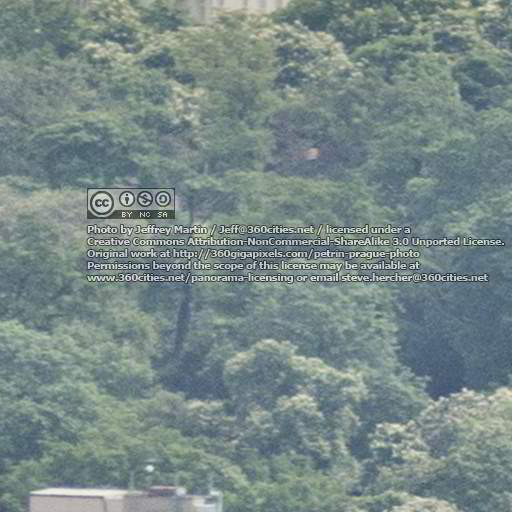 cc BY NC SA
Photo by Jeffrey Martin / Jeff@360cities.net / licensed under a
Creative Commons Attribution-NonCommercial-ShareAlike 3.0 Unported License.
Original work at http://360gigapixels.com/petrin-prague-photo
Permissions beyond the scope of this license may be available at
www.360cities.net/panorama-licensing or email steve.hercher@360cities.net